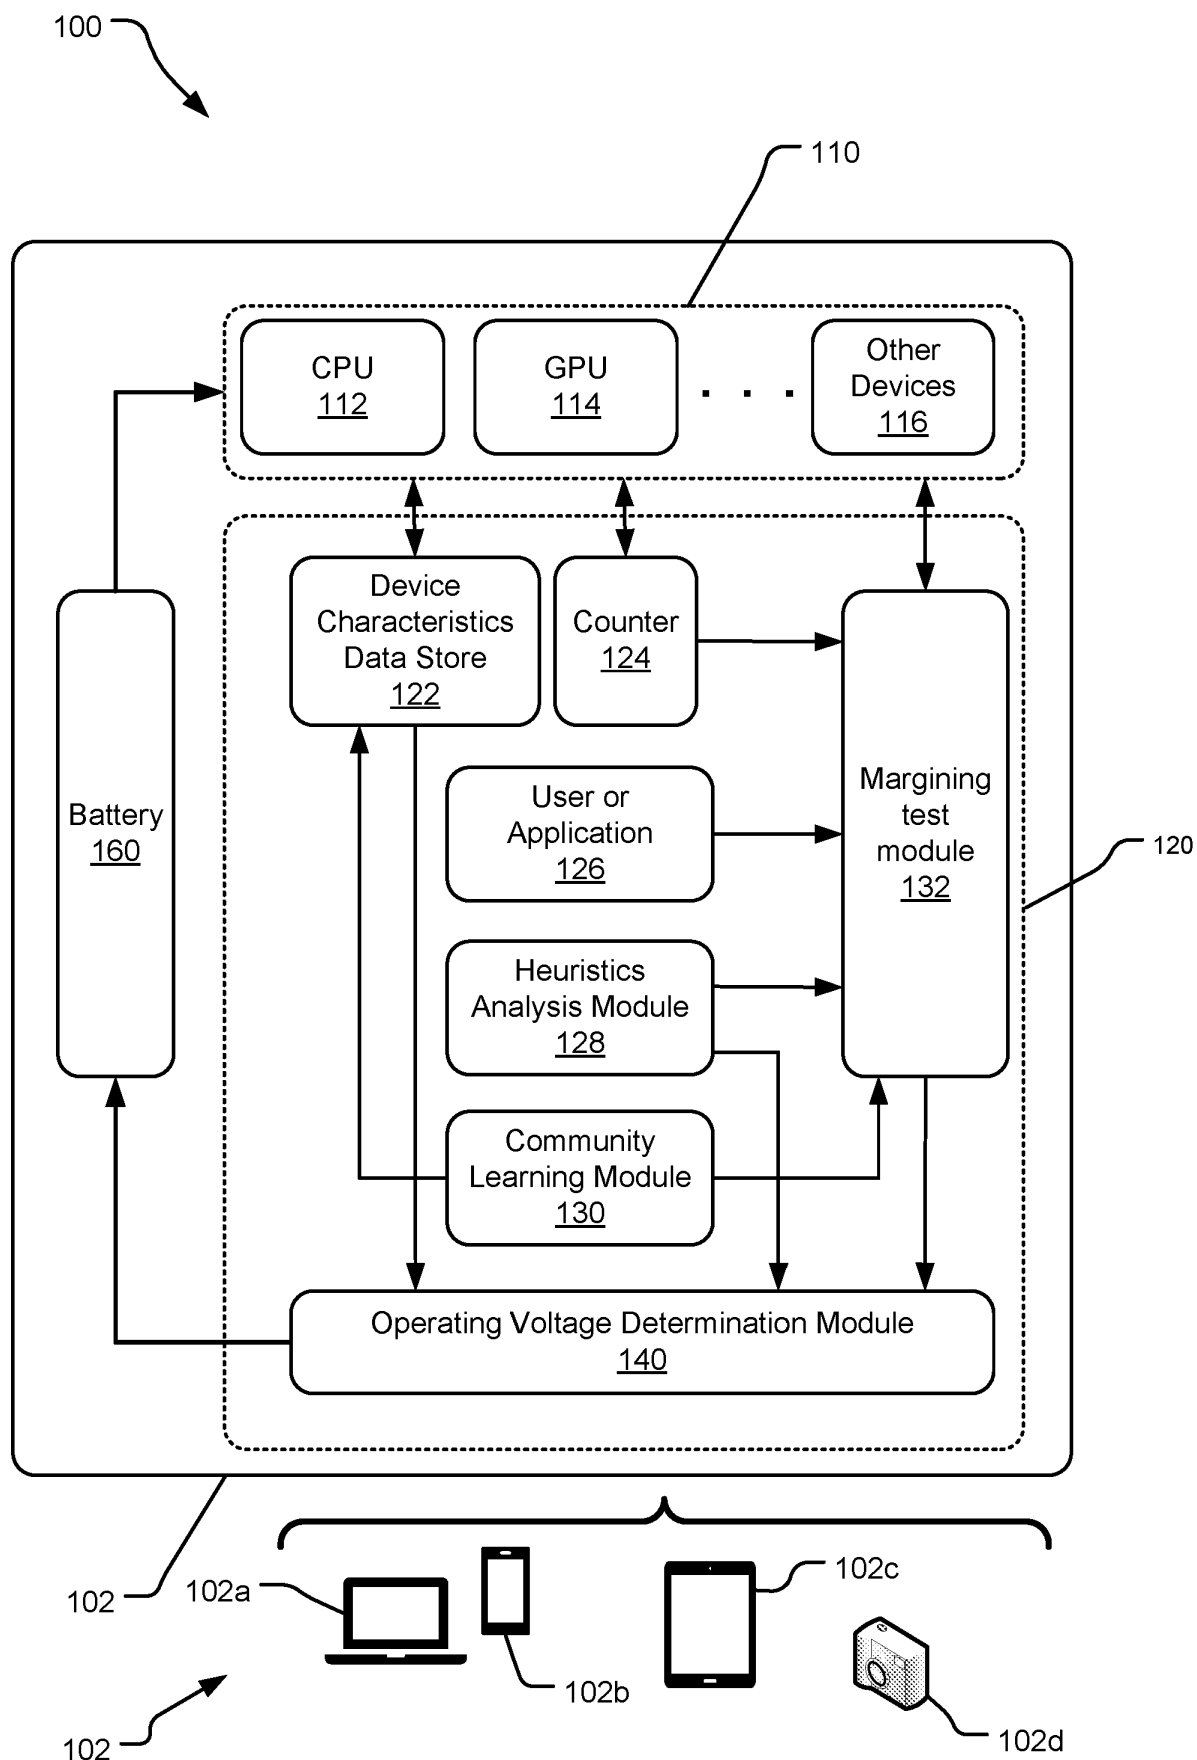 100
110
CPU
112
GPU
114
. . .
Other
Devices
116
Device
Characteristics
Data Store
122
Counter
124
Margining
test
module
132
User or
Application
126
Battery
160
120
Heuristics
Analysis Module
128
Community
Learning Module
130
Operating Voltage Determination Module
140
102
102a
102b
102c
102d
102